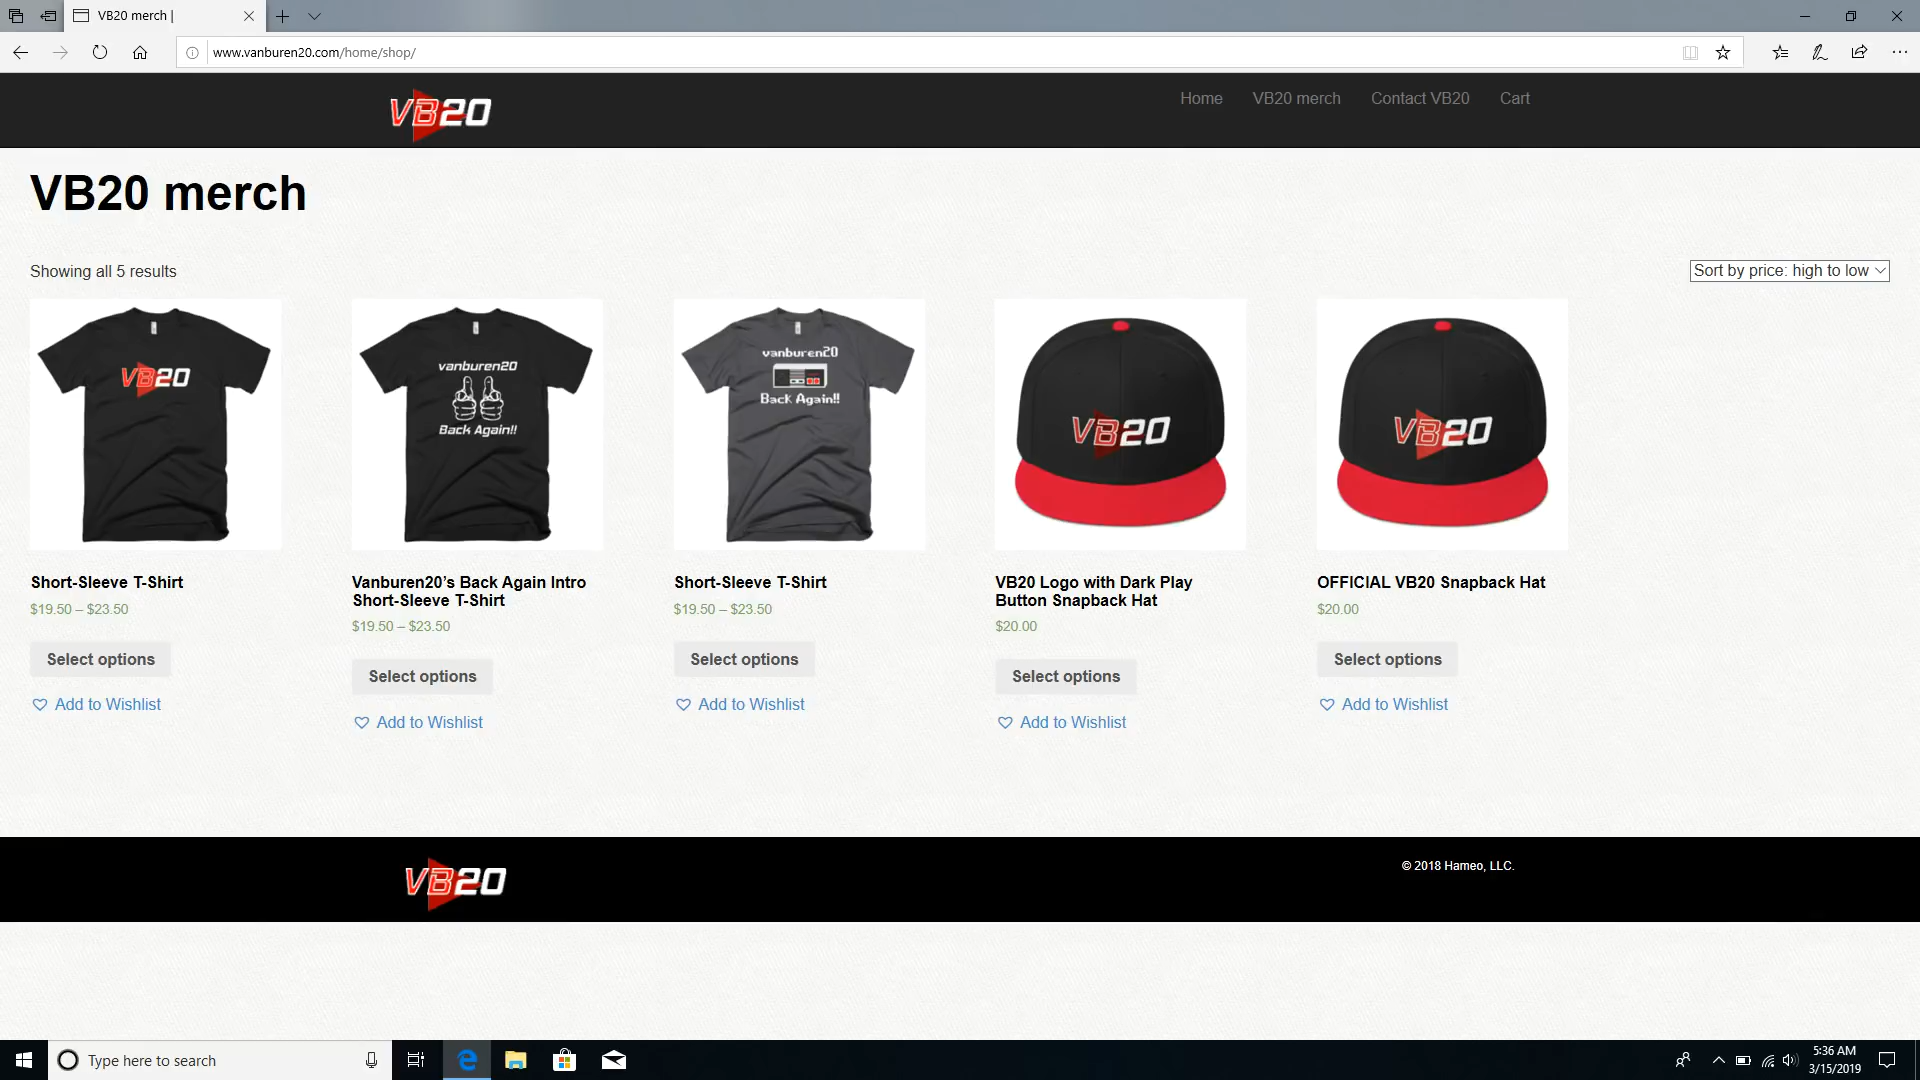 VB20 merch |
www.vanburen20.com/home/shop/
VB20
Home
VB20 merch
Contact VB20
Cart
VB20 merch
Showing all 5 results
Sort by price: high to low
VB20
vanburen20
Back Again!!
vanburen20
Back Again!!
VB20
VB20
Short-Sleeve T-Shirt
$19.50 – $23.50
Select options
Add to Wishlist
Vanburen20’s Back Again Intro
Short-Sleeve T-Shirt
$19.50 – $23.50
Select options
Add to Wishlist
Short-Sleeve T-Shirt
$19.50 – $23.50
Select options
Add to Wishlist
VB20 Logo with Dark Play
Button Snapback Hat
$20.00
Select options
Add to Wishlist
OFFICIAL VB20 Snapback Hat
$20.00
Select options
Add to Wishlist
VB20
© 2018 Hameo, LLC.
Type here to search
5:36 AM
3/15/2019